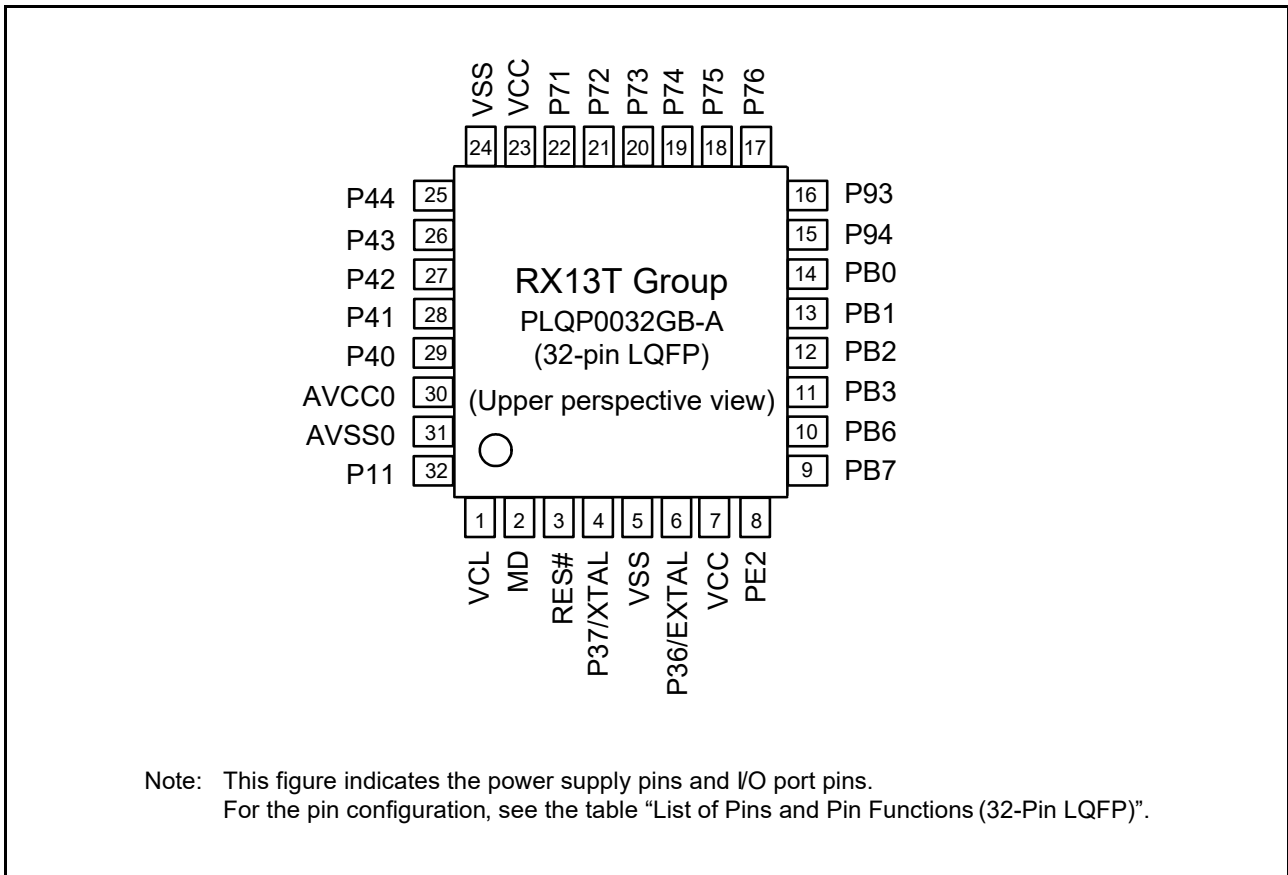 VSS
VCC
P71
P72
P73
P74
P75
P76
24 23 22 21 20 19 18 17
P44 25
P43 26
P42 27
P41 28
P40 29
AVCC0 30
AVSS0 31
P11 32
RX13T Group
PLQP0032GB-A
(32-pin LQFP)
(Upper perspective view)
16 P93
15 P94
14 PB0
13 PB1
12 PB2
11 PB3
10 PB6
9 PB7
1 2 3 4 5 6 7 8
VCL
MD
RES#
P37/XTAL
VSS
P36/EXTAL
VCC
PE2
Note: This figure indicates the power supply pins and I/O port pins.
For the pin configuration, see the table “List of Pins and Pin Functions (32-Pin LQFP)”.